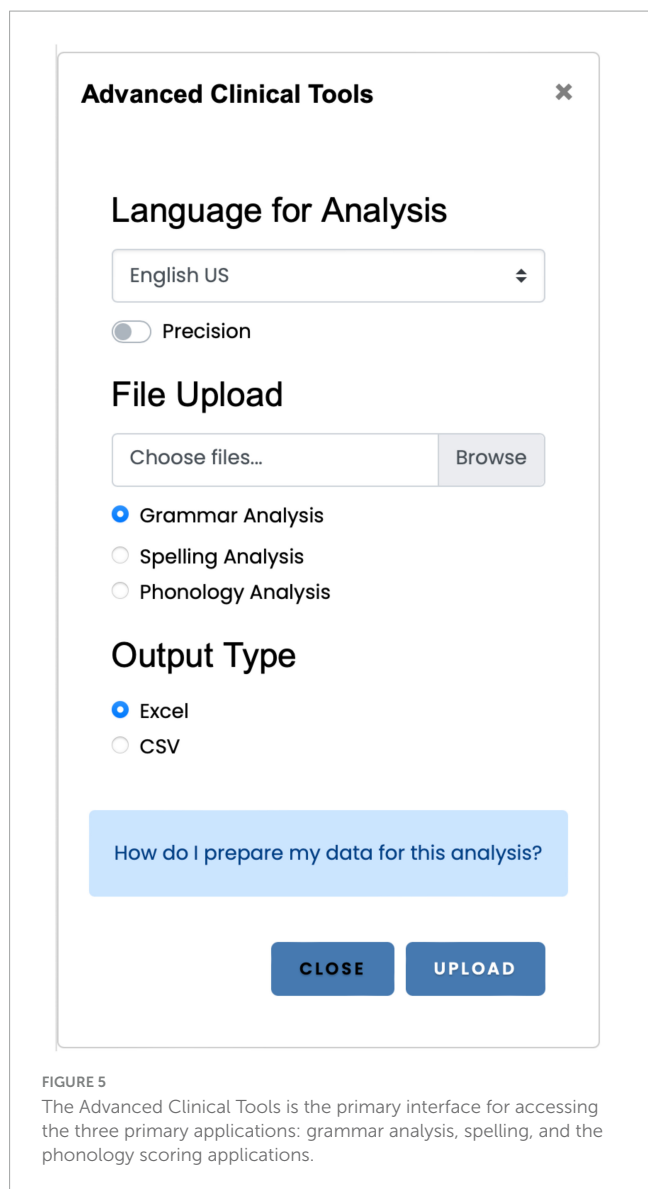 Advanced Clinical Tools ✖
Language for Analysis
English US
Precision
File Upload
Choose files... Browse
Grammar Analysis
Spelling Analysis
Phonology Analysis
Output Type
Excel
CSV
How do I prepare my data for this analysis?
CLOSE UPLOAD
FIGURE 5
The Advanced Clinical Tools is the primary interface for accessing
the three primary applications: grammar analysis, spelling, and the
phonology scoring applications.